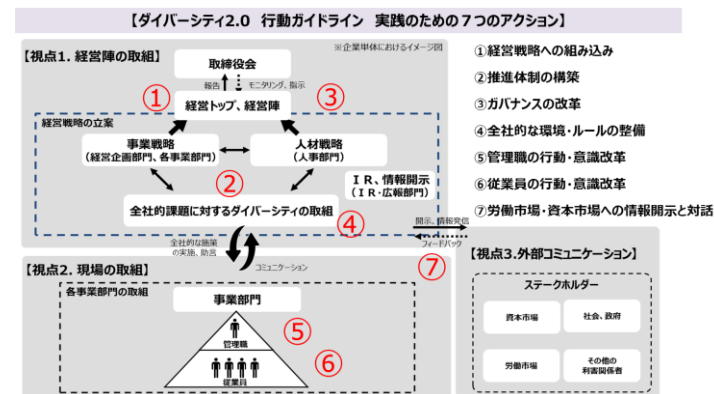 【ダイバーシティ2.0 行動ガイドライン 実践のための7つのアクション】
【視点1. 経営陣の取組】
※企業単体におけるイメージ図
取締役会
報告
モニタリング、指示
①
経営トップ、経営陣
③
経営戦略の立案
事業戦略
(経営企画部門、各事業部門)
人材戦略
(人事部門)
②
IR、情報開示
(IR・広報部門)
全社的課題に対するダイバーシティの取組
④
全社的な施策
の実施、助言
コミュニケーション
開示、情報発信
フィードバック
⑦
【視点2. 現場の取組】
各事業部門の取組
事業部門
管理職
⑤
従業員
⑥
①経営戦略への組み込み
②推進体制の構築
③ガバナンスの改革
④全社的な環境・ルールの整備
⑤管理職の行動・意識改革
⑥従業員の行動・意識改革
⑦労働市場・資本市場への情報開示と対話
【視点3.外部コミュニケーション】
ステークホルダー
資本市場
社会、政府
労働市場
その他の
利害関係者